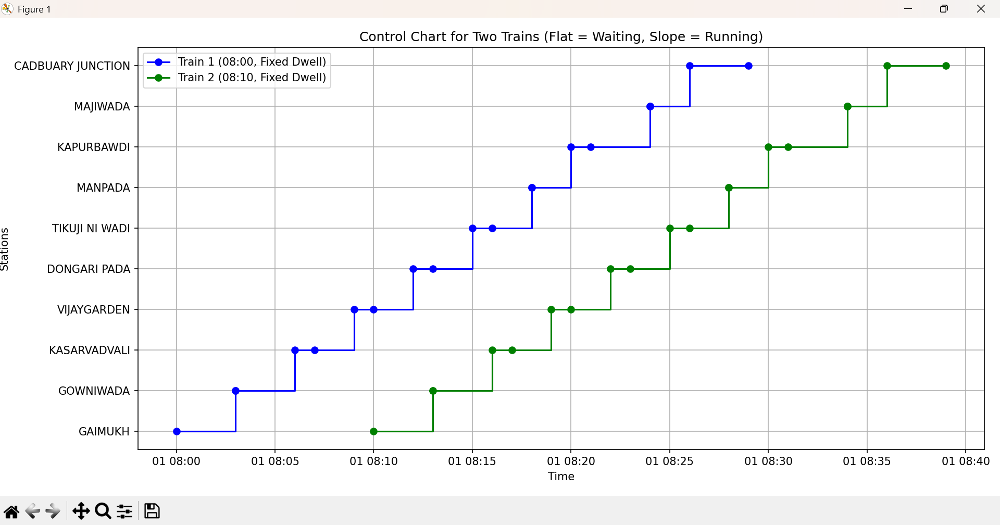 Figure 1
Control Chart for Two Trains (Flat = Waiting, Slope = Running)
Train 1 (08:00, Fixed Dwell)
Train 2 (08:10, Fixed Dwell)
CADBUARY JUNCTION
MAJIWADA
KAPURBAWDI
MANPADA
TIKUJI NI WADI
DONGARI PADA
VIJAYGARDEN
KASARVADVALI
GOWNIWADA
GAIMUKH
Stations
01 08:00 01 08:05 01 08:10 01 08:15 01 08:20 01 08:25 01 08:30 01 08:35 01 08:40
Time